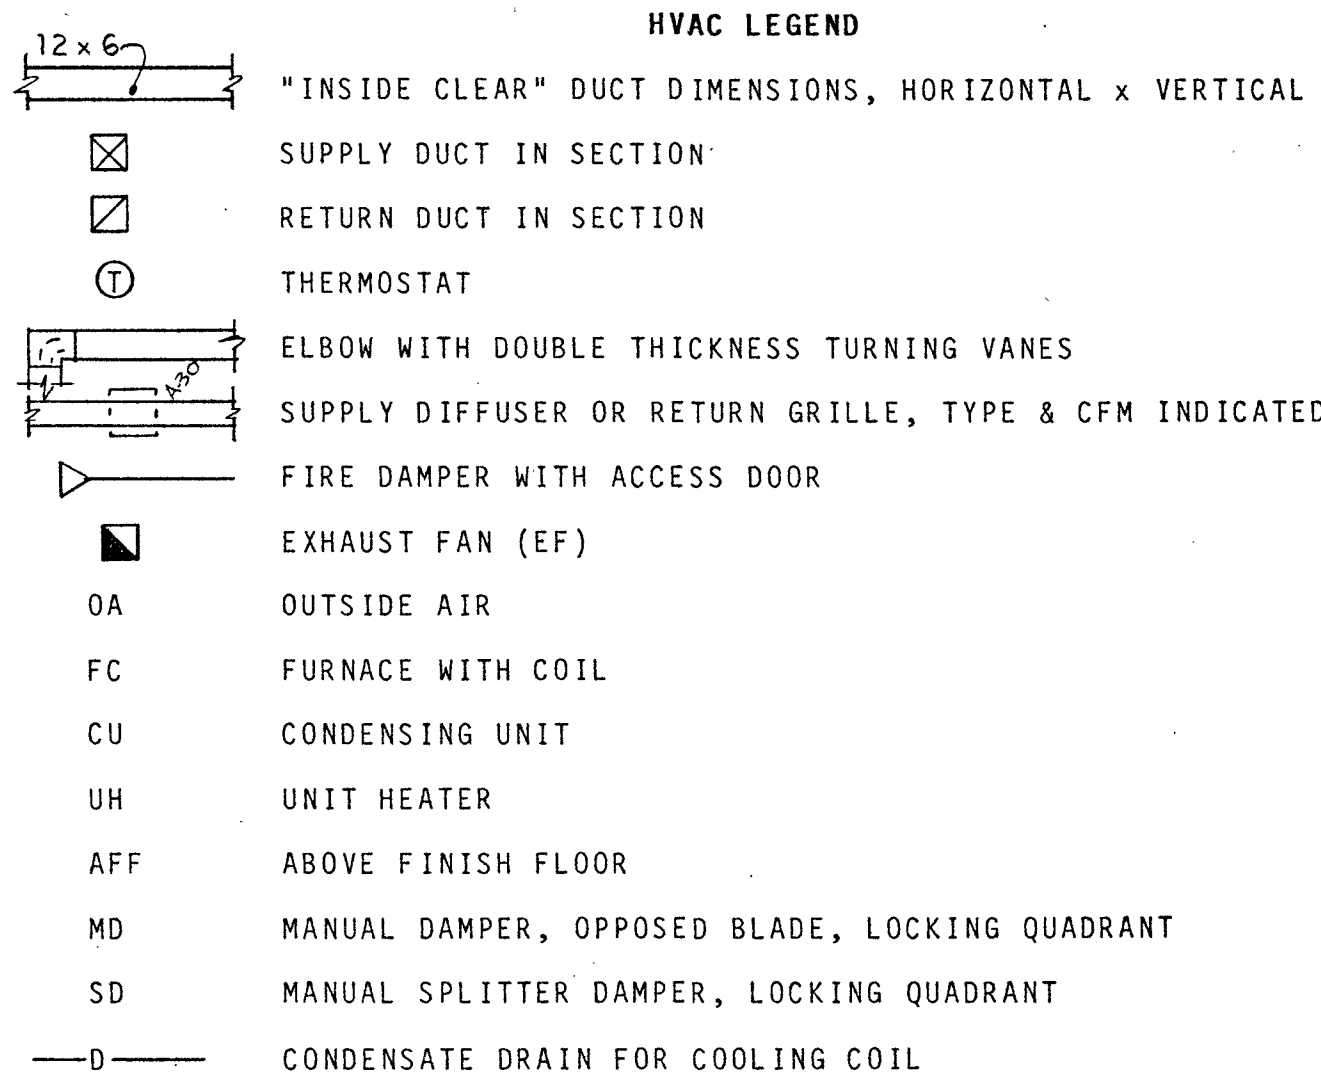 HVAC LEGEND
12 x 6
"INSIDE CLEAR" DUCT DIMENSIONS, HORIZONTAL x VERTICAL
SUPPLY DUCT IN SECTION
RETURN DUCT IN SECTION
T THERMOSTAT
ELBOW WITH DOUBLE THICKNESS TURNING VANES
A30
SUPPLY DIFFUSER OR RETURN GRILLE, TYPE & CFM INDICATED
FIRE DAMPER WITH ACCESS DOOR
EXHAUST FAN (EF)
OA OUTSIDE AIR
FC FURNACE WITH COIL
CU CONDENSING UNIT
UH UNIT HEATER
AFF ABOVE FINISH FLOOR
MD MANUAL DAMPER, OPPOSED BLADE, LOCKING QUADRANT
SD MANUAL SPLITTER DAMPER, LOCKING QUADRANT
D CONDENSATE DRAIN FOR COOLING COIL